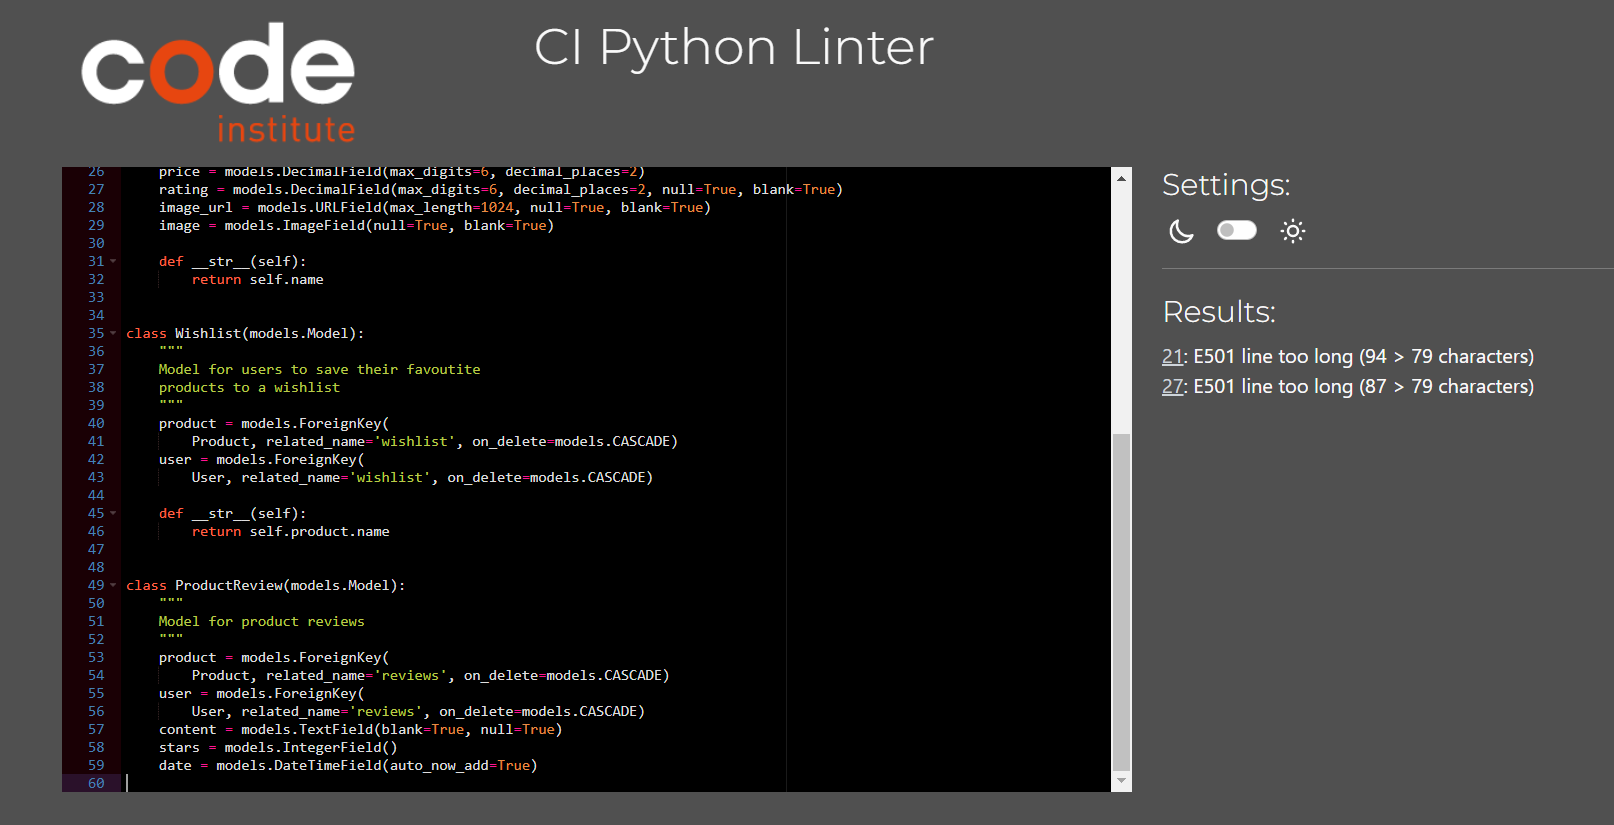 code
institute
CI Python Linter
26 price = models.DecimalField(max_digits=6, decimal_places=2)
27 rating = models.DecimalField(max_digits=6, decimal_places=2, null=True, blank=True)
28 image_url = models.URLField(max_length=1024, null=True, blank=True)
29 image = models.ImageField(null=True, blank=True)
30
31 def __str__(self):
32 return self.name
33
34
35 class Wishlist(models.Model):
36 """
37 Model for users to save their favoutite
38 products to a wishlist
39 """
40 product = models.ForeignKey(
41 Product, related_name='wishlist', on_delete=models.CASCADE)
42 user = models.ForeignKey(
43 User, related_name='wishlist', on_delete=models.CASCADE)
44
45 def __str__(self):
46 return self.product.name
47
48
49 class ProductReview(models.Model):
50 """
51 Model for product reviews
52 """
53 product = models.ForeignKey(
54 Product, related_name='reviews', on_delete=models.CASCADE)
55 user = models.ForeignKey(
56 User, related_name='reviews', on_delete=models.CASCADE)
57 content = models.TextField(blank=True, null=True)
58 stars = models.IntegerField()
59 date = models.DateTimeField(auto_now_add=True)
60
Settings:
Results:
21: E501 line too long (94 > 79 characters)
27: E501 line too long (87 > 79 characters)